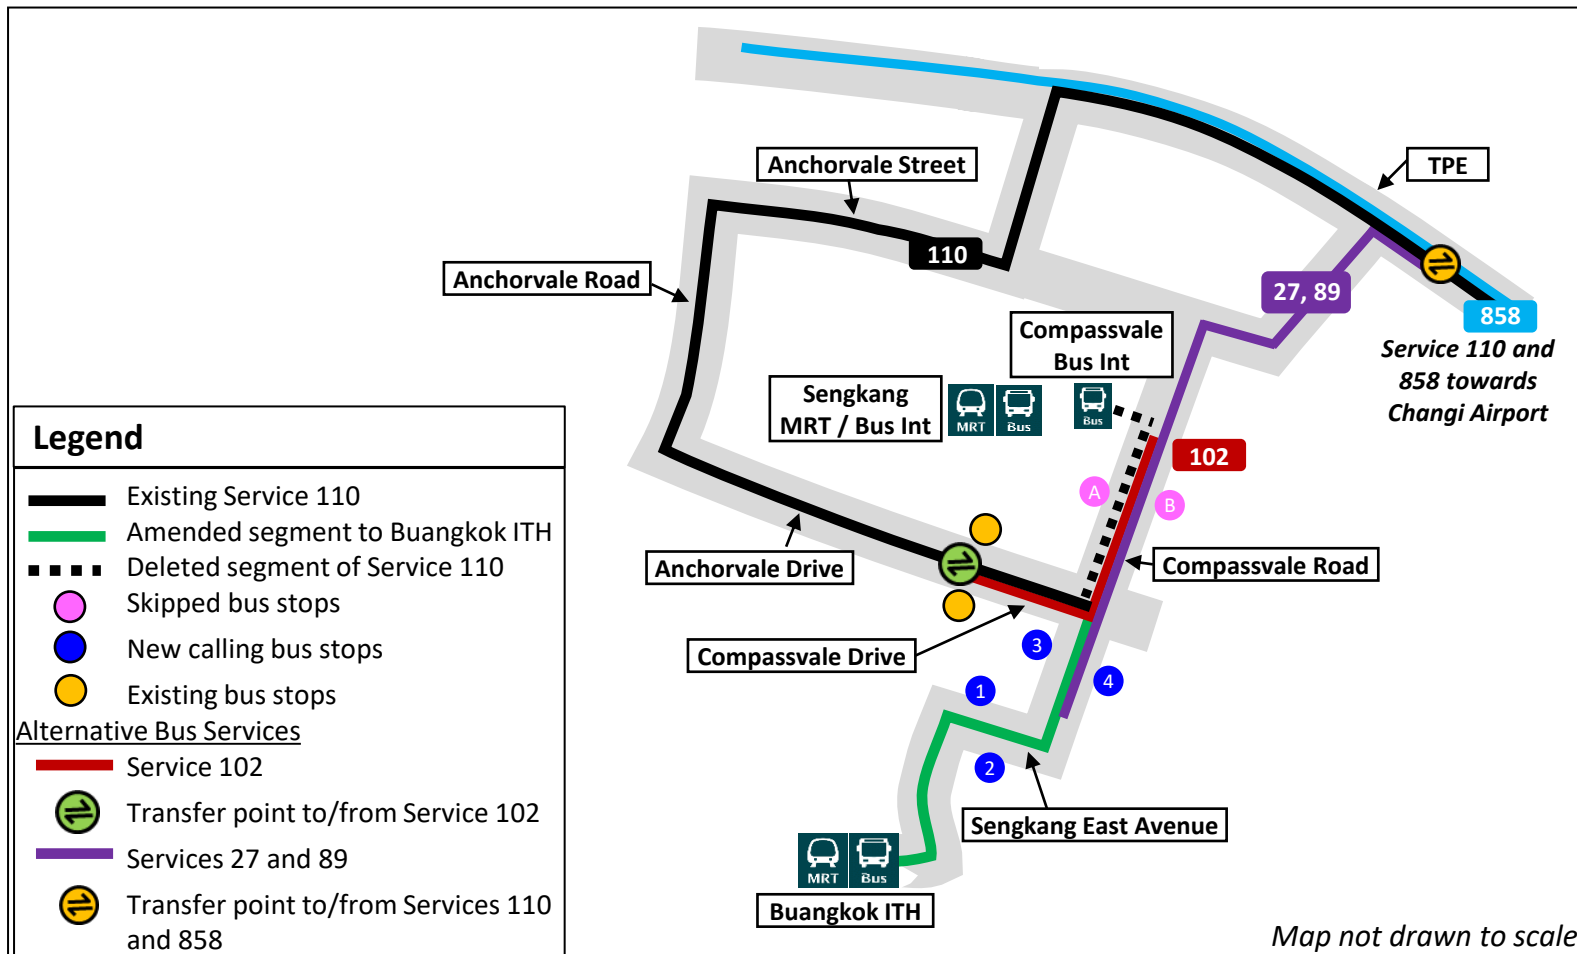 Anchorvale Street
TPE
110
Anchorvale Road
27, 89
858
Service 110 and
858 towards
Changi Airport
Compassvale
Bus Int
Sengkang
MRT / Bus Int
MRT
Bus
Bus
102
A
B
Anchorvale Drive
Compassvale Road
Compassvale Drive
3
4
1
2
Sengkang East Avenue
MRT
Bus
Buangkok ITH
Legend
Existing Service 110
Amended segment to Buangkok ITH
Deleted segment of Service 110
Skipped bus stops
New calling bus stops
Existing bus stops
Alternative Bus Services
Service 102
Transfer point to/from Service 102
Services 27 and 89
Transfer point to/from Services 110
and 858
Map not drawn to scale